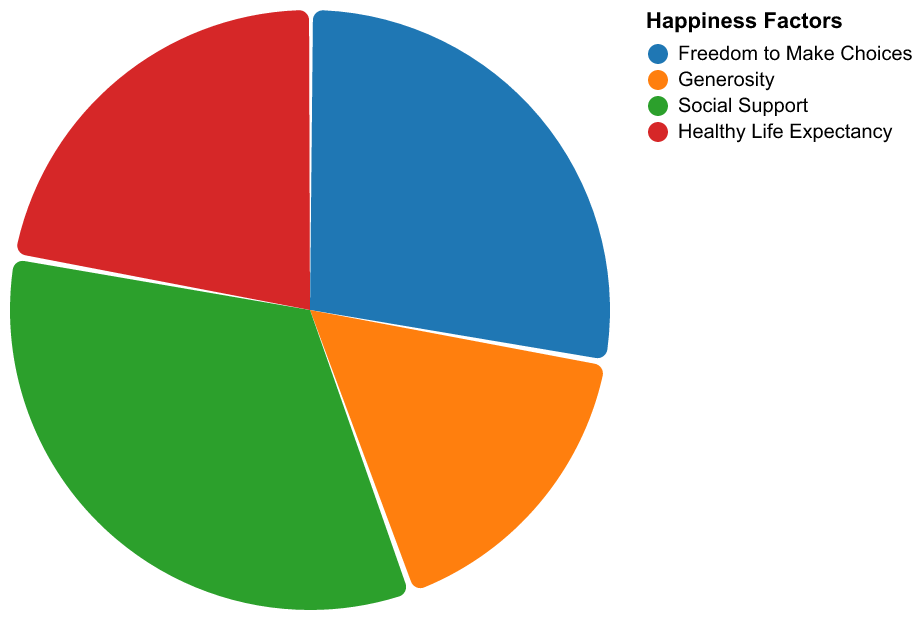 Happiness Factors
Freedom to Make Choices
Generosity
Social Support
Healthy Life Expectancy